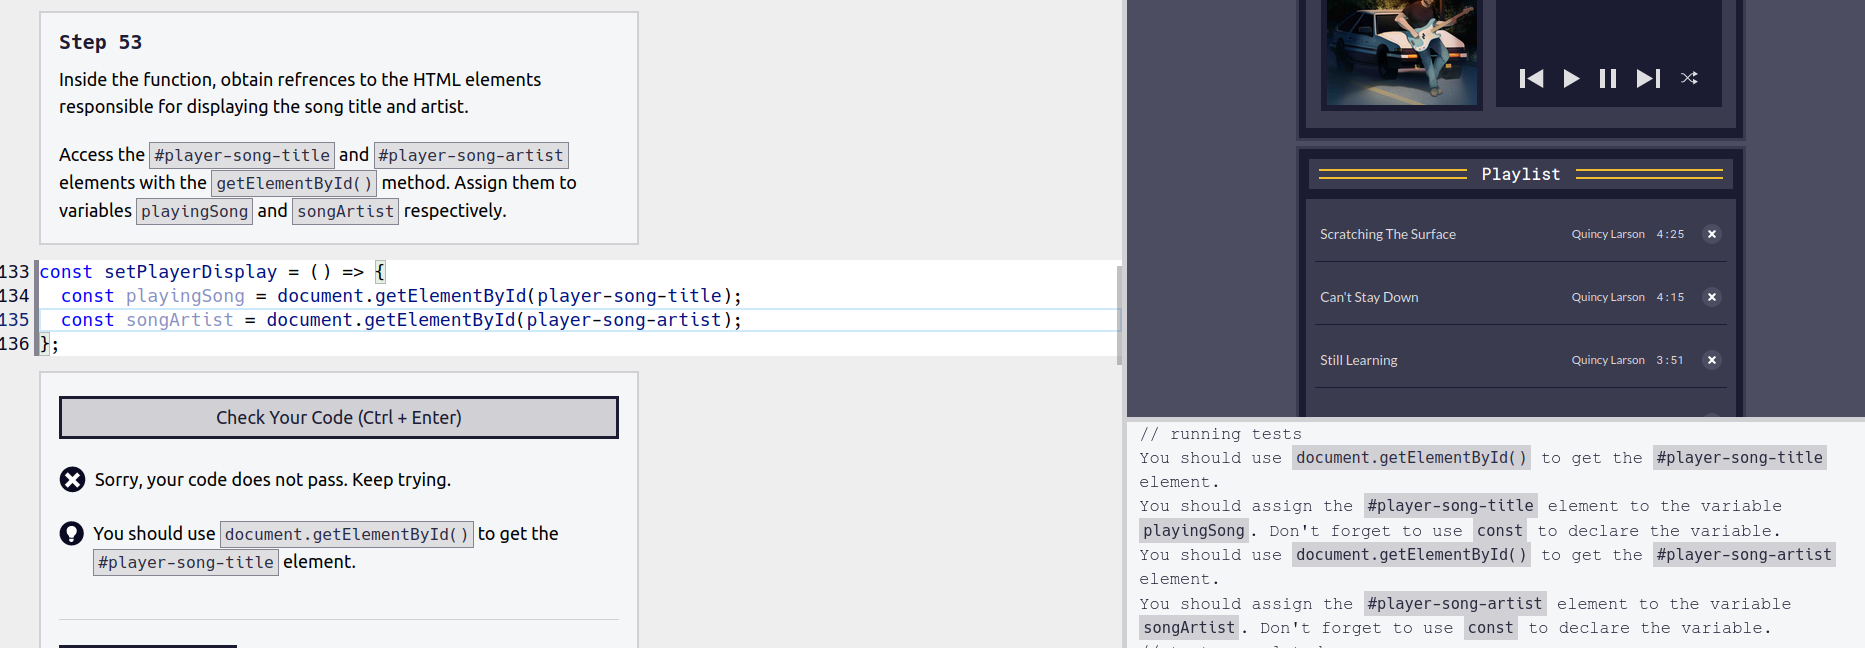 Step 53
Inside the function, obtain refrences to the HTML elements
responsible for displaying the song title and artist.
Access the #player-song-title and #player-song-artist
elements with the getElementById() method. Assign them to
variables playingSong and songArtist respectively.
133 const setPlayerDisplay = () => {
134 const playingSong = document.getElementById(player-song-title);
135 const songArtist = document.getElementById(player-song-artist);
136 };
Check Your Code (Ctrl + Enter)
Sorry, your code does not pass. Keep trying.
You should use document.getElementById() to get the
#player-song-title element.
Playlist
Scratching The Surface Quincy Larson 4:25
Can't Stay Down Quincy Larson 4:15
Still Learning Quincy Larson 3:51
// running tests
You should use document.getElementById() to get the #player-song-title
element.
You should assign the #player-song-title element to the variable
playingSong. Don't forget to use const to declare the variable.
You should use document.getElementById() to get the #player-song-artist
element.
You should assign the #player-song-artist element to the variable
songArtist. Don't forget to use const to declare the variable.